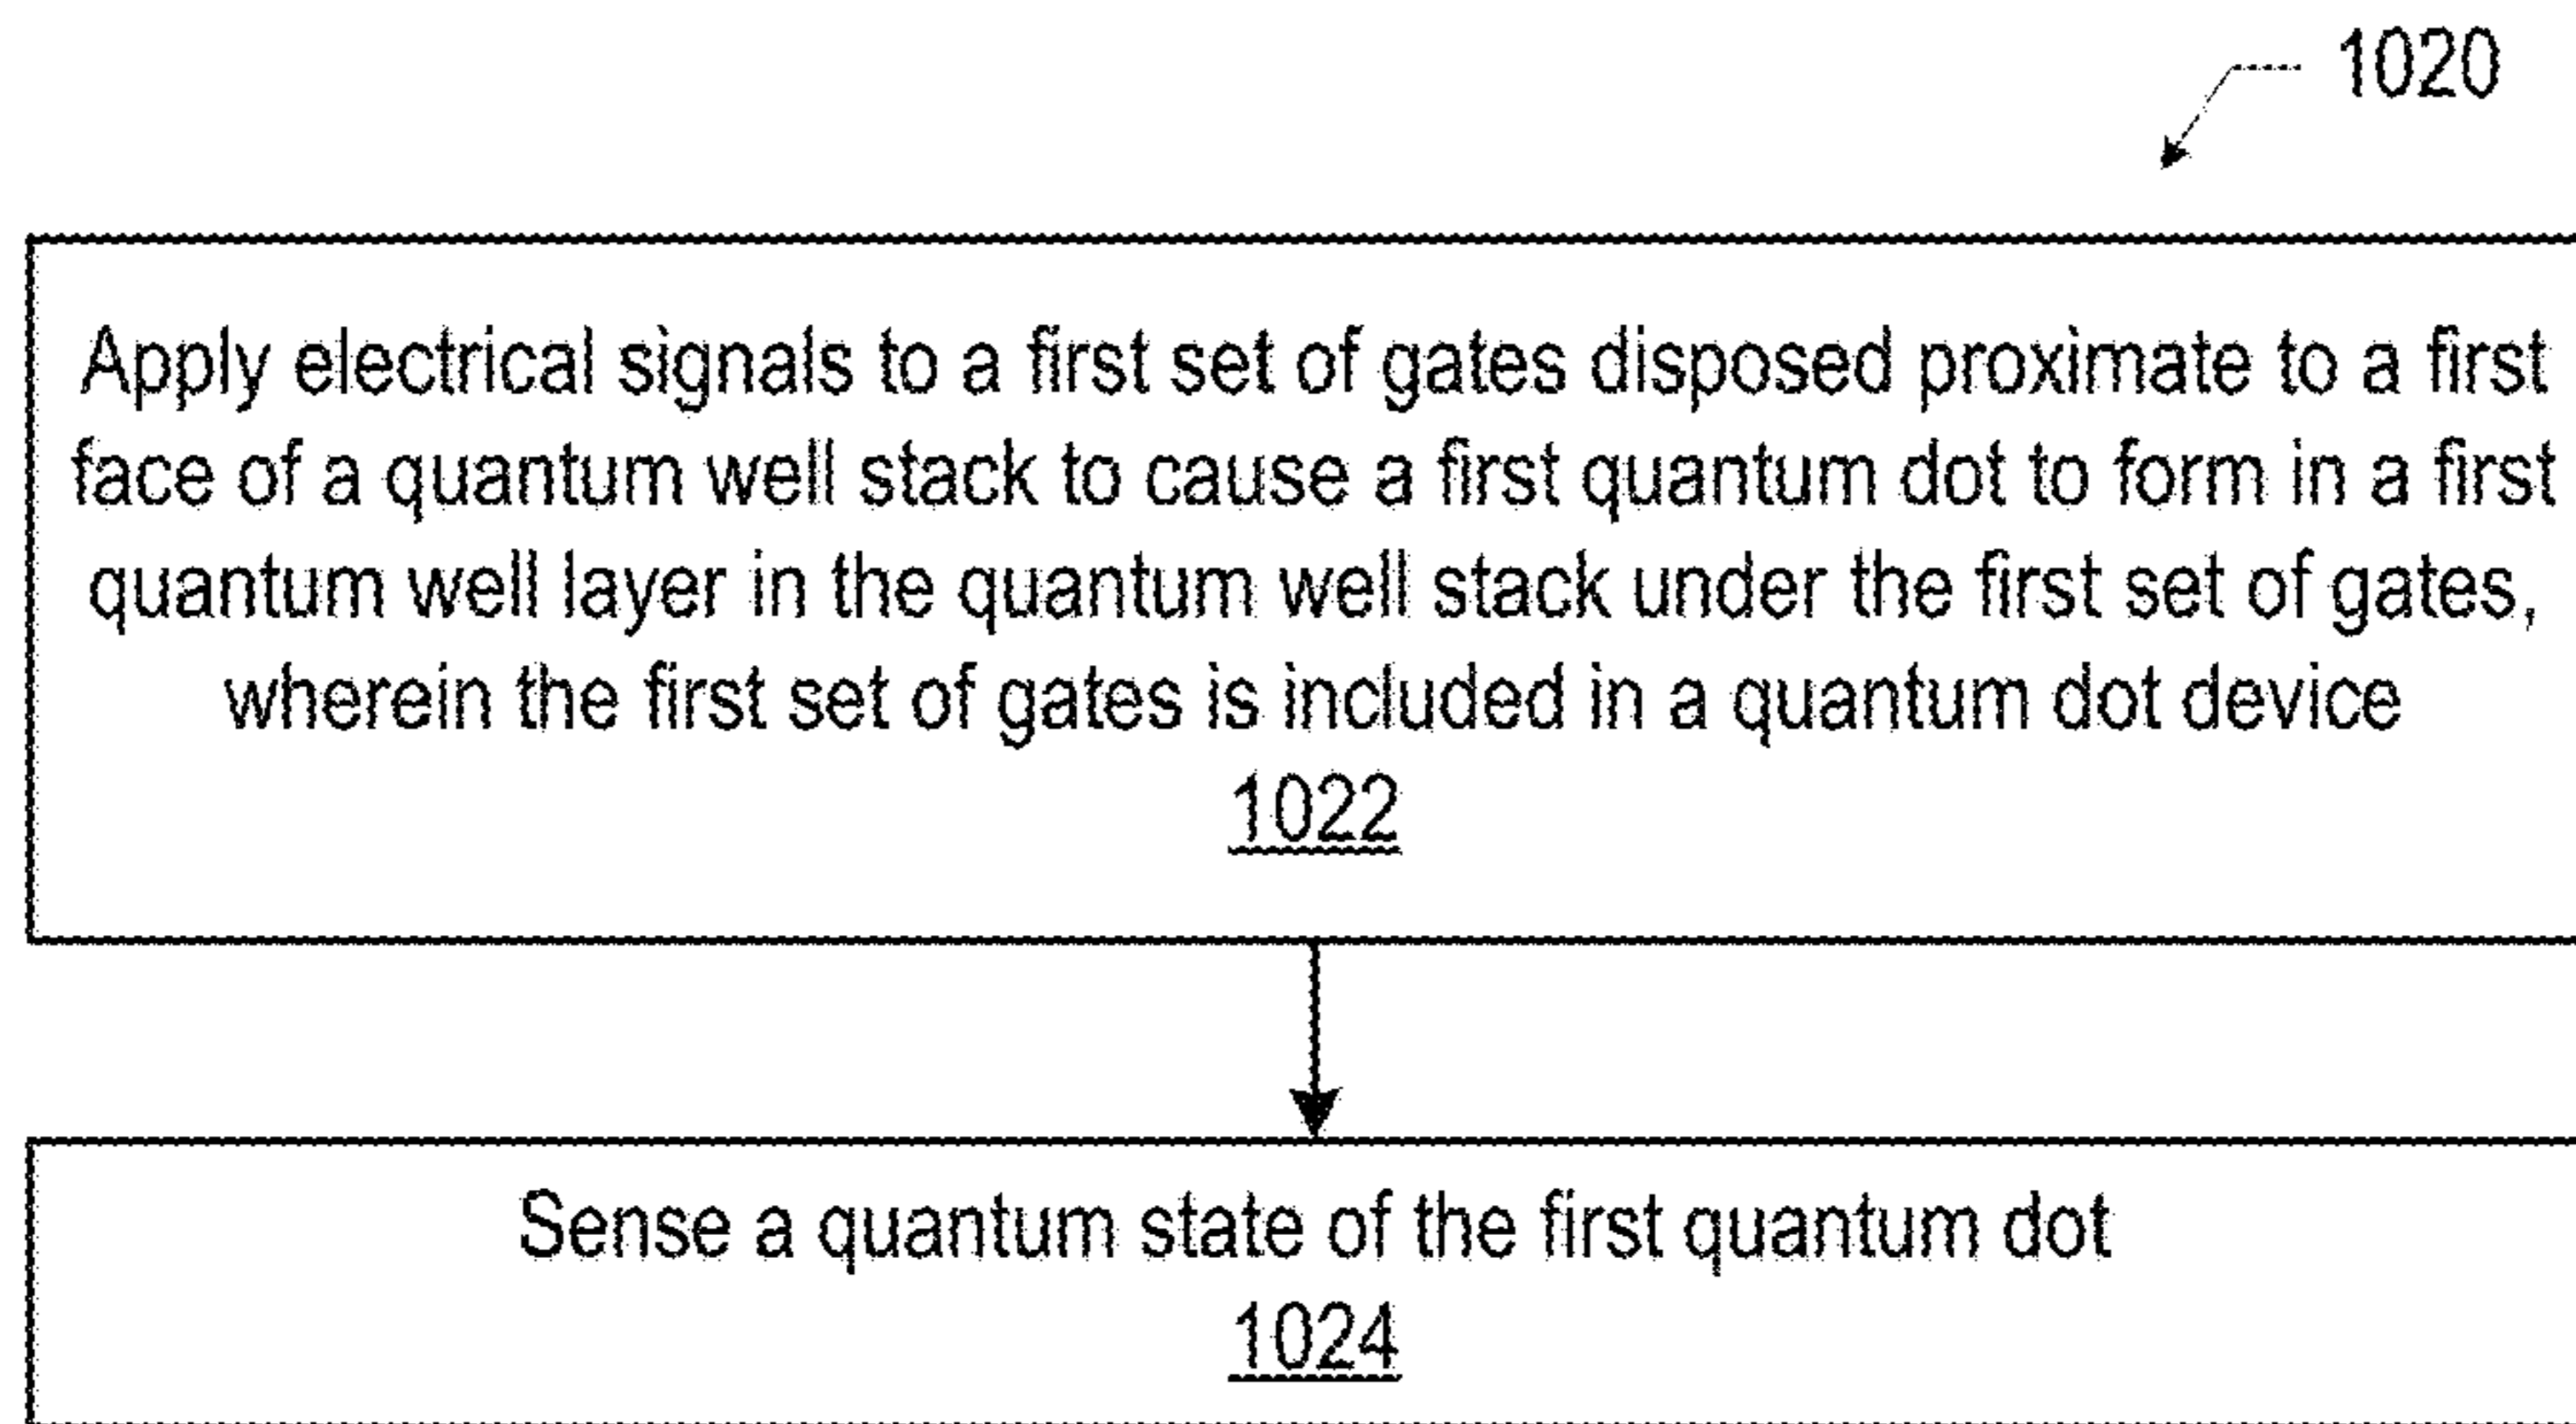 1020
Apply electrical signals to a first set of gates disposed proximate to a first
face of a quantum well stack to cause a first quantum dot to form in a first
quantum well layer in the quantum well stack under the first set of gates,
wherein the first set of gates is included in a quantum dot device
1022
Sense a quantum state of the first quantum dot
1024